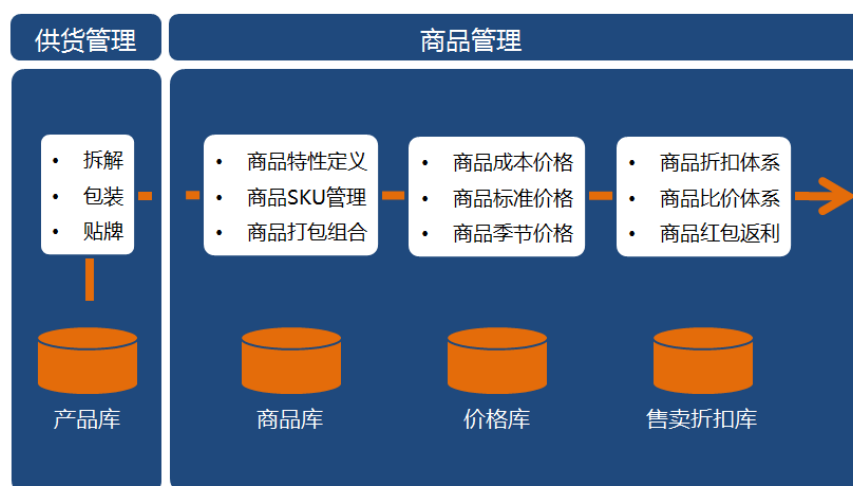 供货管理
商品管理
• 拆解
• 包装
• 贴牌
• 商品特性定义
• 商品SKU管理
• 商品打包组合
• 商品成本价格
• 商品标准价格
• 商品季节价格
• 商品折扣体系
• 商品比价体系
• 商品红包返利
产品库
商品库
价格库
售卖折扣库